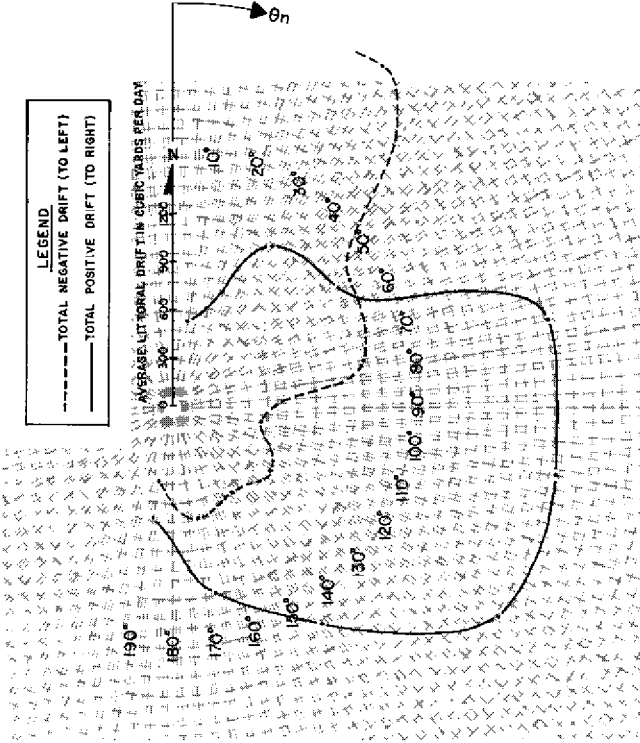 θn
LEGEND
TOTAL NEGATIVE DRIFT (TO LEFT)
TOTAL POSITIVE DRIFT (TO RIGHT)
AVERAGE LITTORAL DRIFT IN CUBIC YARDS PER DAY
0 300 600 900 1200
N
10°
20°
30°
40°
50°
60°
70°
80°
90°
100°
110°
120°
130°
140°
150°
160°
170°
180°
190°